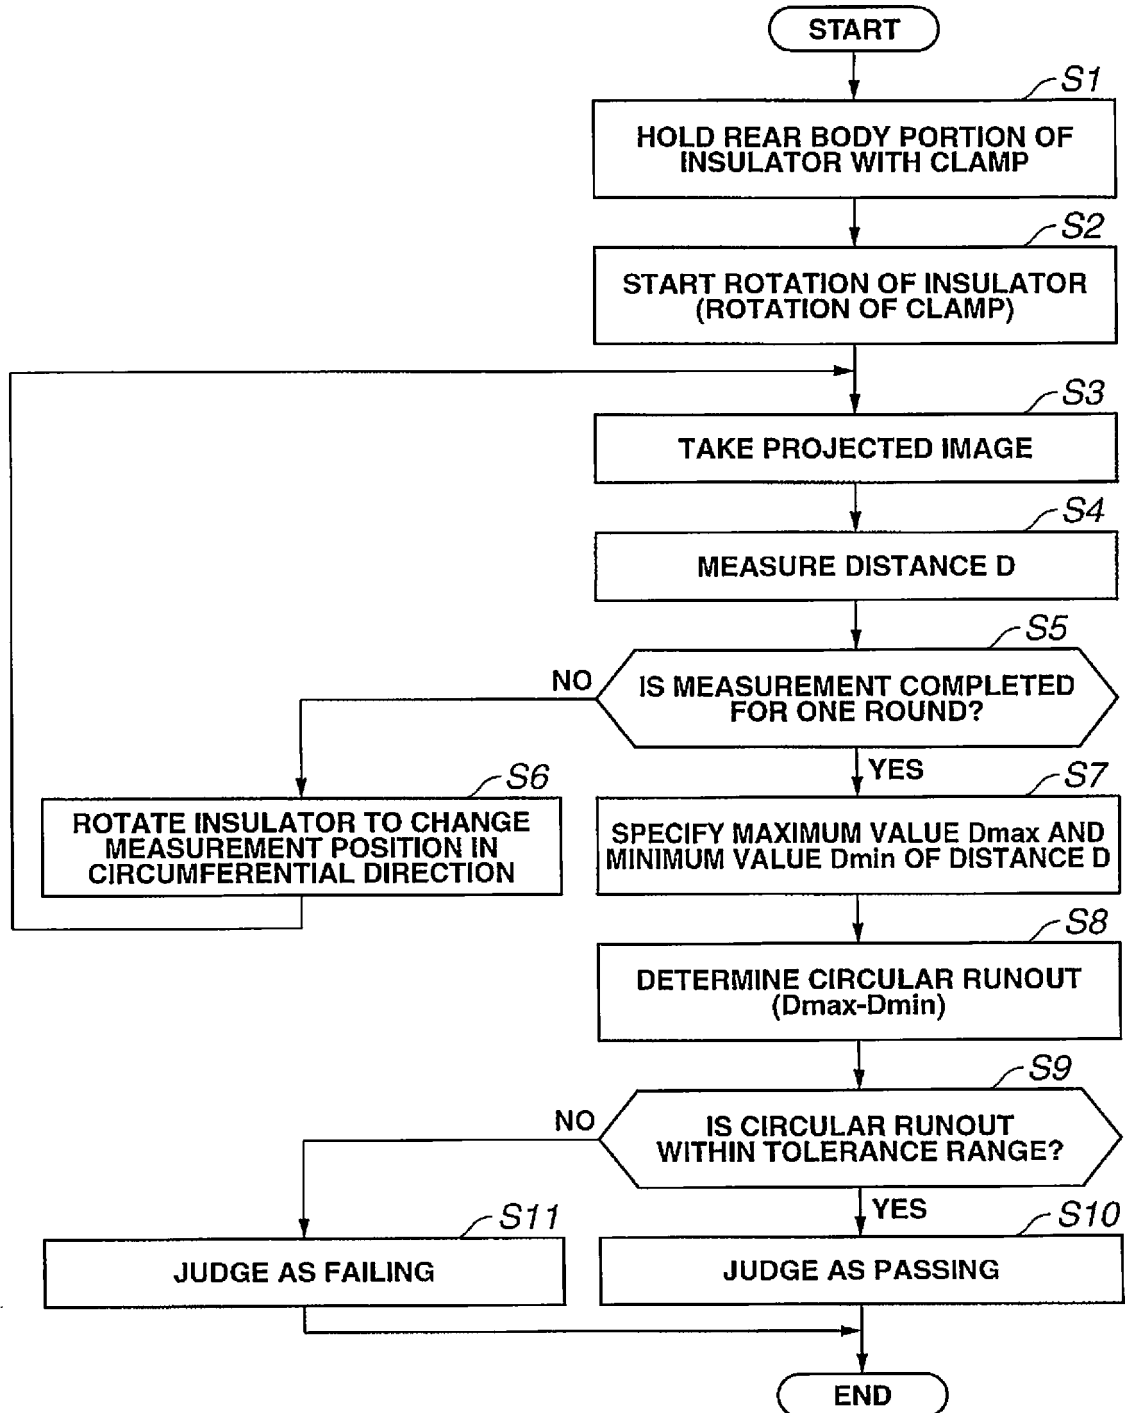 START
S1
HOLD REAR BODY PORTION OF
INSULATOR WITH CLAMP
S2
START ROTATION OF INSULATOR
(ROTATION OF CLAMP)
S3
TAKE PROJECTED IMAGE
S4
MEASURE DISTANCE D
S5
NO
IS MEASUREMENT COMPLETED
FOR ONE ROUND?
YES
S6
ROTATE INSULATOR TO CHANGE
MEASUREMENT POSITION IN
CIRCUMFERENTIAL DIRECTION
S7
SPECIFY MAXIMUM VALUE Dmax AND
MINIMUM VALUE Dmin OF DISTANCE D
S8
DETERMINE CIRCULAR RUNOUT
(Dmax-Dmin)
S9
NO
IS CIRCULAR RUNOUT
WITHIN TOLERANCE RANGE?
YES
S11
JUDGE AS FAILING
S10
JUDGE AS PASSING
END